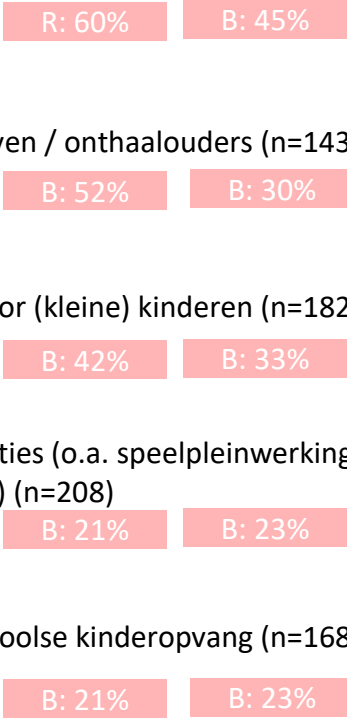 R: 60% B: 45%
ven / onthaalouders (n=143
B: 52% B: 30%
or (kleine) kinderen (n=182
B: 42% B: 33%
ties (o.a. speelpleinwerking
) (n=208)
B: 21% B: 23%
oolse kinderopvang (n=168
B: 21% B: 23%